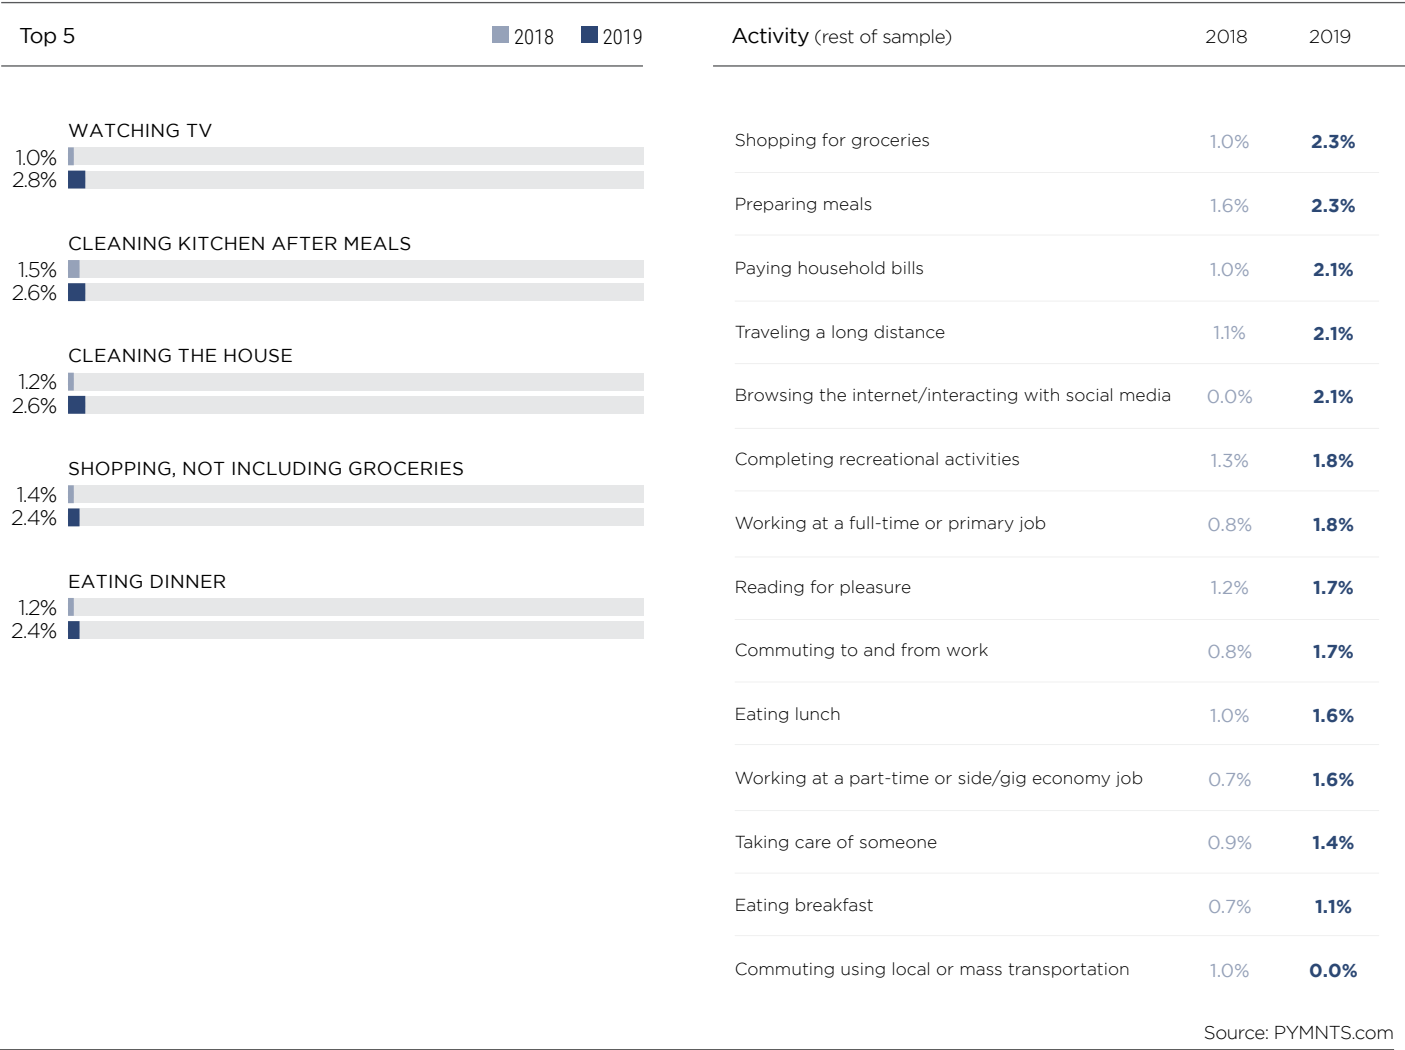 Top 5
2018 2019
WATCHING TV
1.0%
2.8%
CLEANING KITCHEN AFTER MEALS
1.5%
2.6%
CLEANING THE HOUSE
1.2%
2.6%
SHOPPING, NOT INCLUDING GROCERIES
1.4%
2.4%
EATING DINNER
1.2%
2.4%
Activity (rest of sample) 2018 2019
Shopping for groceries 1.0% 2.3%
Preparing meals 1.6% 2.3%
Paying household bills 1.0% 2.1%
Traveling a long distance 1.1% 2.1%
Browsing the internet/interacting with social media 0.0% 2.1%
Completing recreational activities 1.3% 1.8%
Working at a full-time or primary job 0.8% 1.8%
Reading for pleasure 1.2% 1.7%
Commuting to and from work 0.8% 1.7%
Eating lunch 1.0% 1.6%
Working at a part-time or side/gig economy job 0.7% 1.6%
Taking care of someone 0.9% 1.4%
Eating breakfast 0.7% 1.1%
Commuting using local or mass transportation 1.0% 0.0%
Source: PYMNTS.com